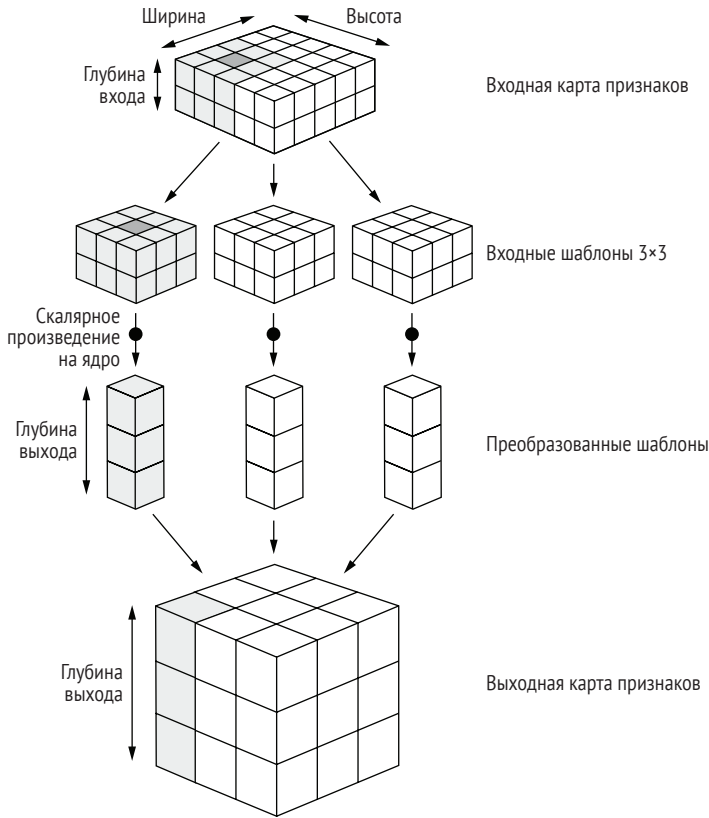 Ширина
Высота
Глубина
входа
Входная карта признаков
Входные шаблоны 3×3
Скалярное
произведение
на ядро
Глубина
выхода
Преобразованные шаблоны
Глубина
выхода
Выходная карта признаков